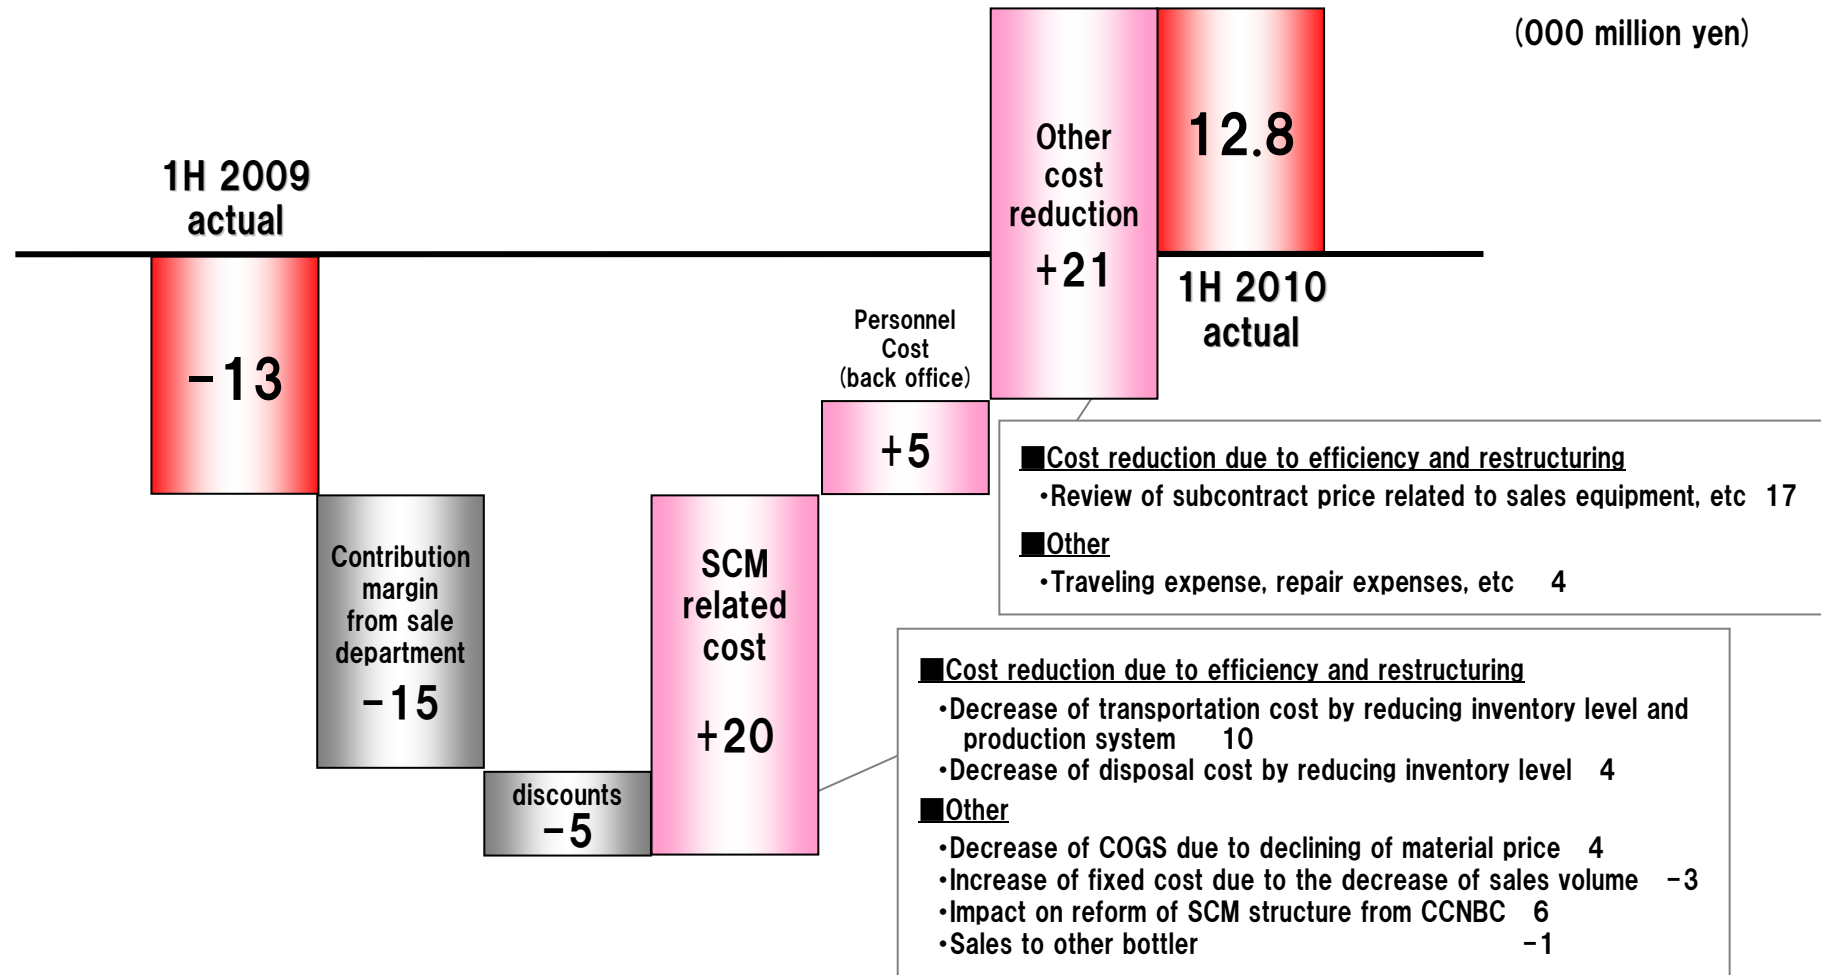 (000 million yen)
1H 2009
actual
-13
Contribution
margin
from sale
department
-15
discounts
-5
SCM
related
cost
+20
Personnel
Cost
(back office)
+5
Other
cost
reduction
+21
12.8
1H 2010
actual
■Cost reduction due to efficiency and restructuring
・Review of subcontract price related to sales equipment, etc 17
■Other
・Traveling expense, repair expenses, etc 4
■Cost reduction due to efficiency and restructuring
・Decrease of transportation cost by reducing inventory level and
production system 10
・Decrease of disposal cost by reducing inventory level 4
■Other
・Decrease of COGS due to declining of material price 4
・Increase of fixed cost due to the decrease of sales volume -3
・Impact on reform of SCM structure from CCNBC 6
・Sales to other bottler -1